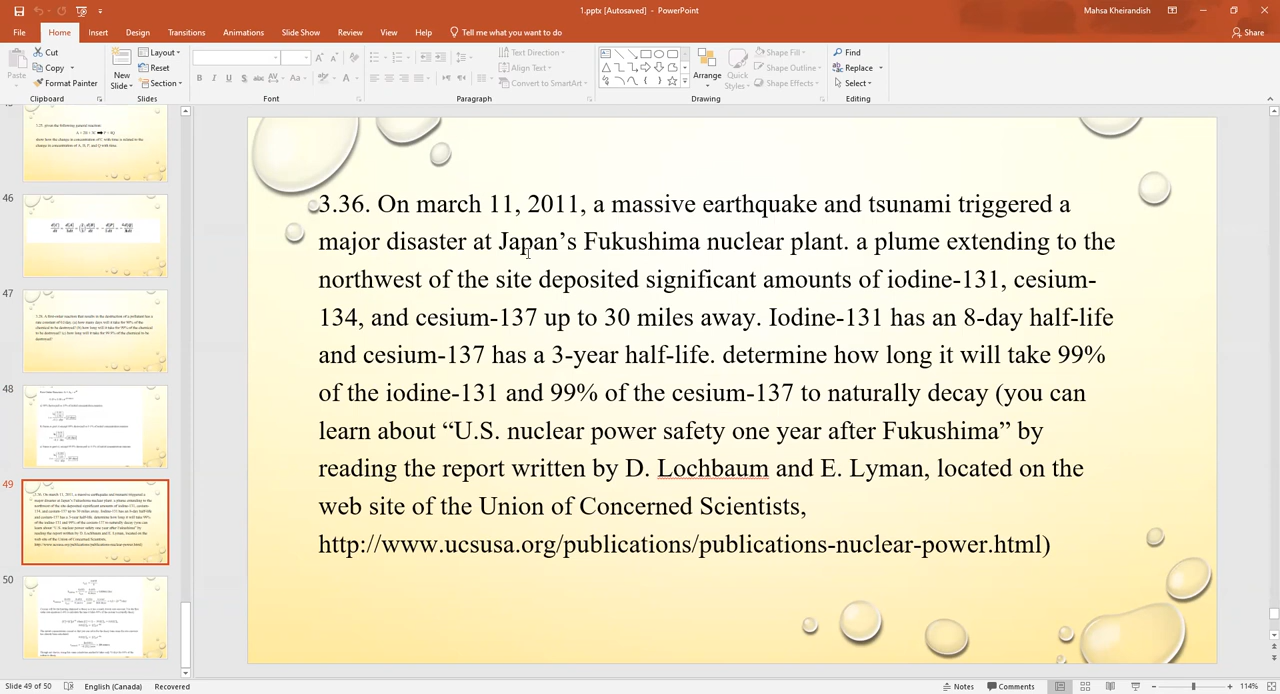 1.pptx [Autosaved] - PowerPoint
Mahsa Kheirandish
File Home Insert Design Transitions Animations Slide Show Review View Help Tell me what you want to do Share
Paste Cut Copy Format Painter Clipboard
New Slide Layout Reset Section Slides
Font
Text Direction Align Text Convert to SmartArt Paragraph
Arrange Quick Styles Shape Fill Shape Outline Shape Effects Drawing
Find Replace Select Editing
46
47
48
49
50
3.36. On march 11, 2011, a massive earthquake and tsunami triggered a
major disaster at Japan’s Fukushima nuclear plant. a plume extending to the
northwest of the site deposited significant amounts of iodine-131, cesium-
134, and cesium-137 up to 30 miles away. Iodine-131 has an 8-day half-life
and cesium-137 has a 3-year half-life. determine how long it will take 99%
of the iodine-131 and 99% of the cesium-137 to naturally decay (you can
learn about “U.S. nuclear power safety one year after Fukushima” by
reading the report written by D. Lochbaum and E. Lyman, located on the
web site of the Union of Concerned Scientists,
http://www.ucsusa.org/publications/publications-nuclear-power.html)
Slide 49 of 50 English (Canada) Recovered Notes Comments 114%